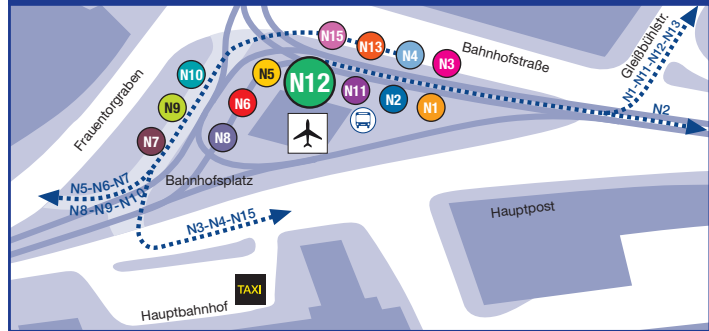 N15
N13
N4
N3
Bahnhofstraße
Gleißbühlstr.
N1-N11-N12-N13
N10
N5
N12
N11
N2
N1
N2
N9
N6
N7
N8
Frauentorgraben
Bahnhofsplatz
N5-N6-N7
N8-N9-N10
N3-N4-N15
Hauptpost
TAXI
Hauptbahnhof